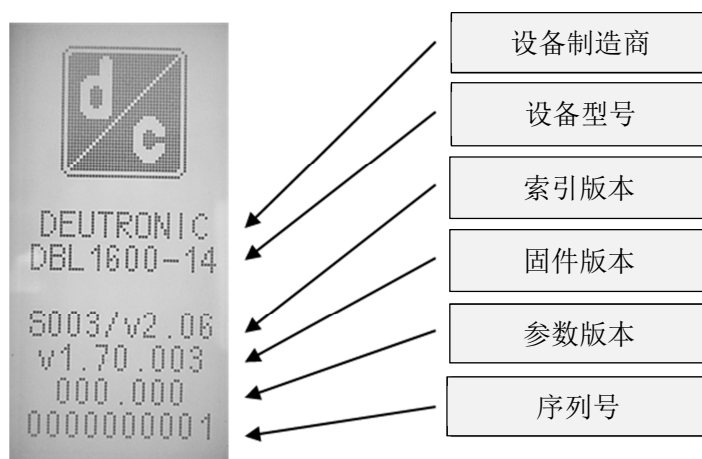 d/c
DEUTRONIC
DBL1600-14
S003/v2.06
v1.70.003
000.000
0000000001
设备制造商
设备型号
索引版本
固件版本
参数版本
序列号